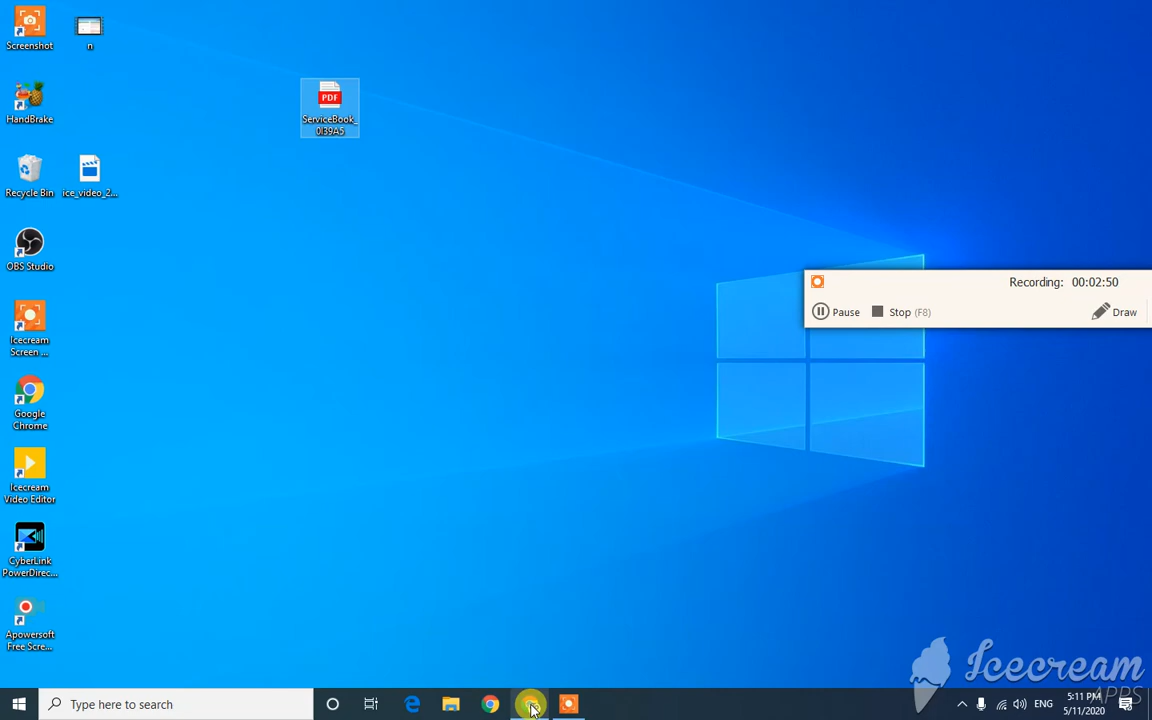 Screenshot
n
HandBrake
PDF
ServiceBook_
0I39A5
Recycle Bin
ice_video_2...
OBS Studio
Icecream
Screen ...
Google
Chrome
Icecream
Video Editor
CyberLink
PowerDirec...
Apowersoft
Free Scre...
Recording: 00:02:50
Pause
Stop (F8)
Draw
Icecream
APPS
Type here to search
ENG
5:11 PM
5/11/2020